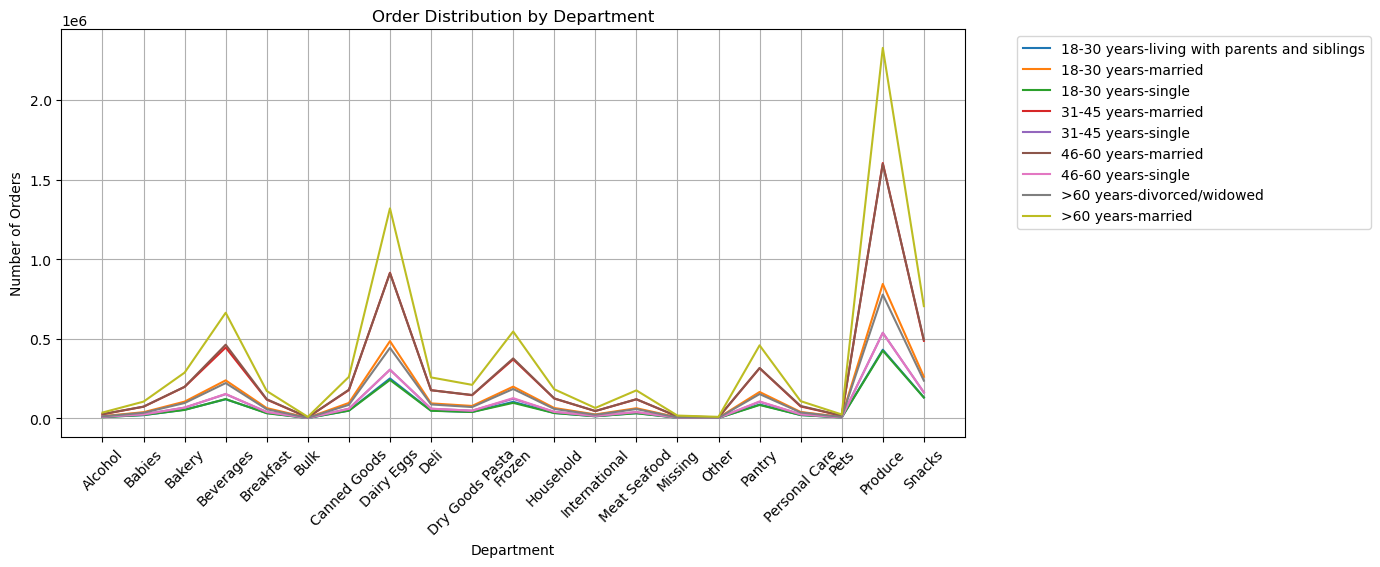 Order Distribution by Department
1e6
2.0
1.5
1.0
0.5
0.0
Number of Orders
Alcohol
Babies
Bakery
Beverages
Breakfast
Bulk
Canned Goods
Dairy Eggs
Deli
Dry Goods Pasta
Frozen
Household
International
Meat Seafood
Missing
Other
Pantry
Personal Care
Pets
Produce
Snacks
Department
18-30 years-living with parents and siblings
18-30 years-married
18-30 years-single
31-45 years-married
31-45 years-single
46-60 years-married
46-60 years-single
>60 years-divorced/widowed
>60 years-married